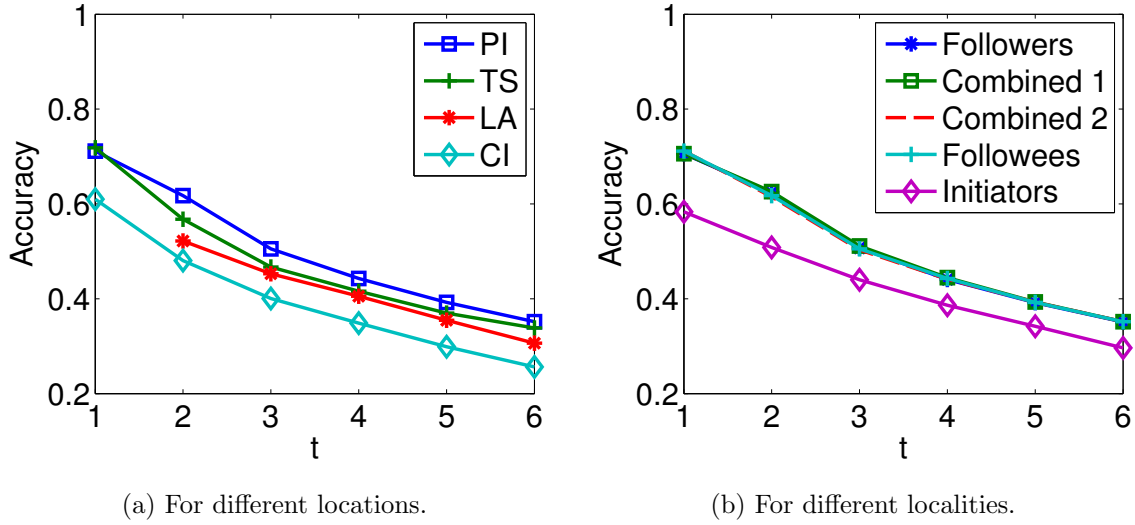 1
0.8
0.6
0.4
0.2
Accuracy
1 2 3 4 5 6
t
PI
TS
LA
CI
(a) For different locations.
1
0.8
0.6
0.4
0.2
Accuracy
1 2 3 4 5 6
t
Followers
Combined 1
Combined 2
Followees
Initiators
(b) For different localities.